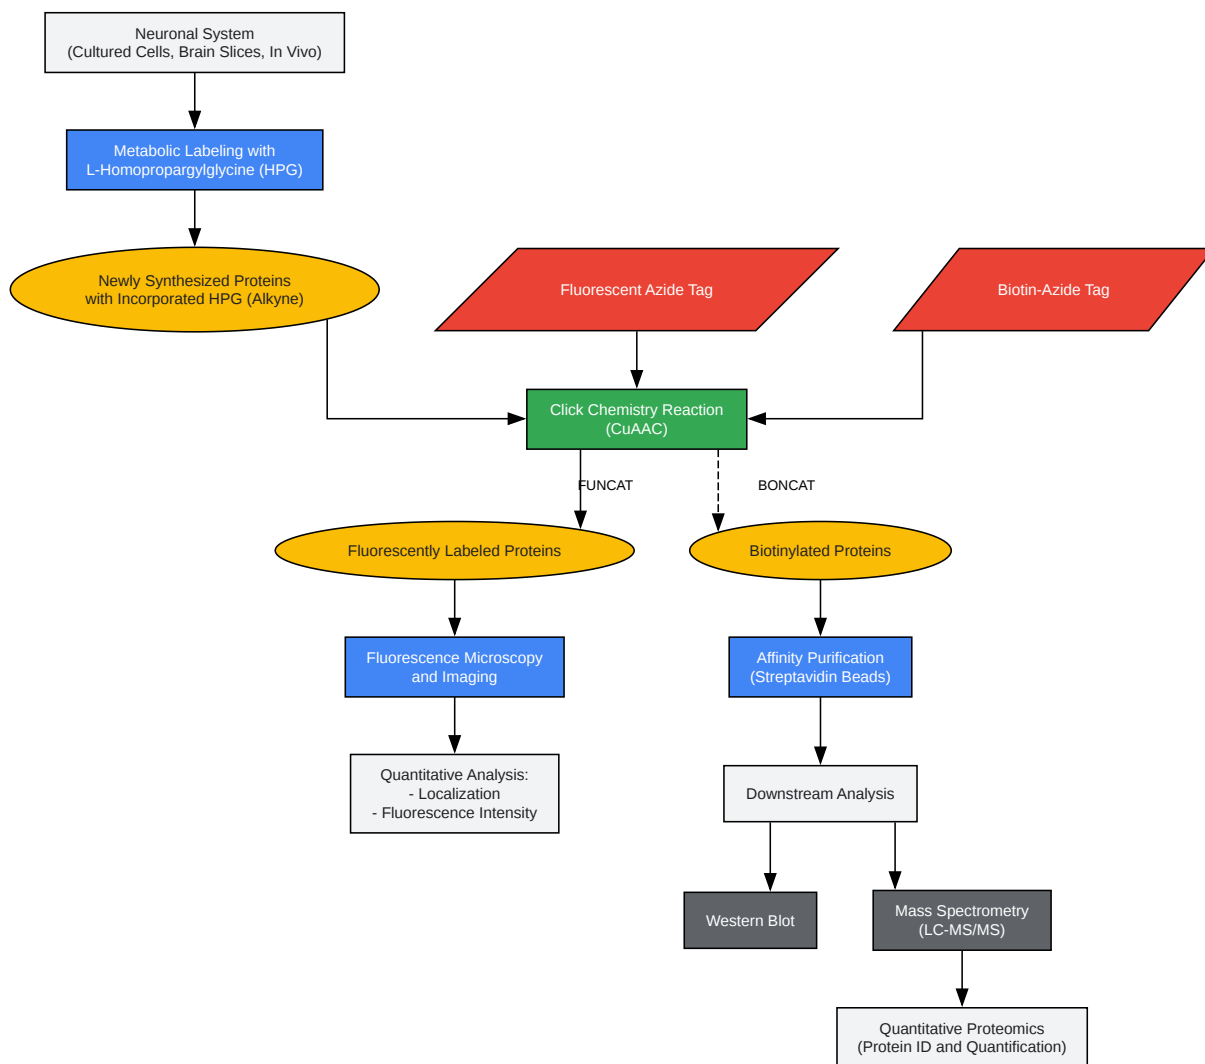 Neuronal System
(Cultured Cells, Brain Slices, In Vivo)
Metabolic Labeling with
L-Homopropargylglycine (HPG)
Newly Synthesized Proteins
with Incorporated HPG (Alkyne)
Fluorescent Azide Tag
Biotin-Azide Tag
Click Chemistry Reaction
(CuAAC)
FUNCAT
BONCAT
Fluorescently Labeled Proteins
Biotinylated Proteins
Fluorescence Microscopy
and Imaging
Affinity Purification
(Streptavidin Beads)
Quantitative Analysis:
- Localization
- Fluorescence Intensity
Downstream Analysis
Western Blot
Mass Spectrometry
(LC-MS/MS)
Quantitative Proteomics
(Protein ID and Quantification)